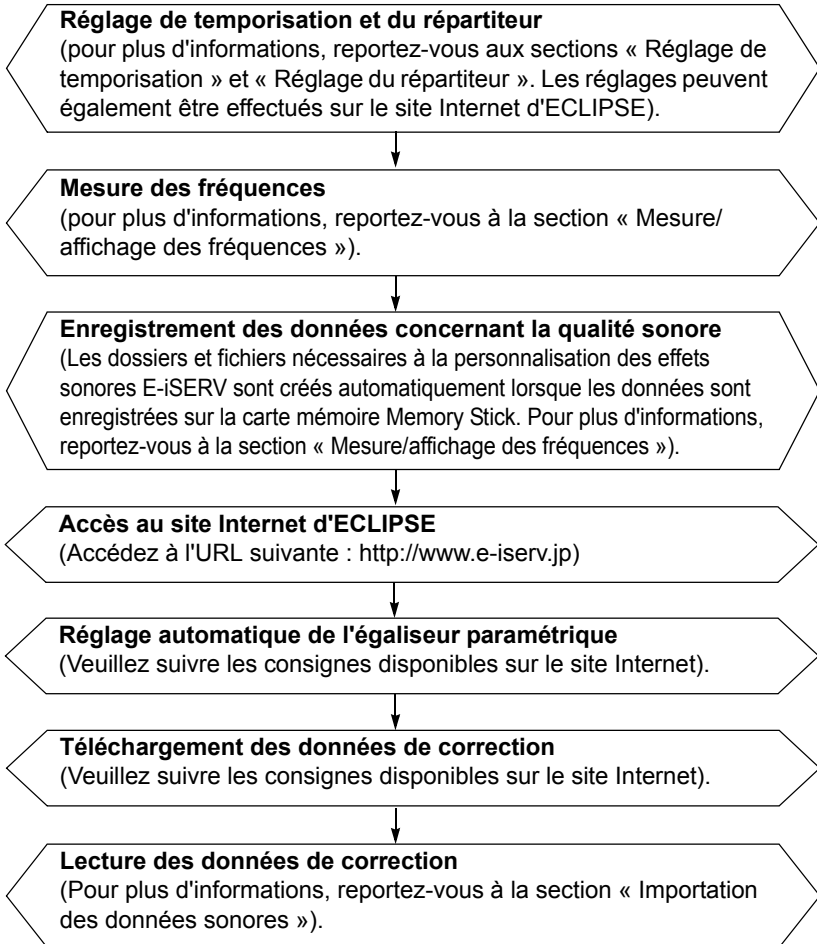 Réglage de temporisation et du répartiteur
(pour plus d'informations, reportez-vous aux sections « Réglage de
temporisation » et « Réglage du répartiteur ». Les réglages peuvent
également être effectués sur le site Internet d'ECLIPSE).
Mesure des fréquences
(pour plus d'informations, reportez-vous à la section « Mesure/
affichage des fréquences »).
Enregistrement des données concernant la qualité sonore
(Les dossiers et fichiers nécessaires à la personnalisation des effets
sonores E-iSERV sont créés automatiquement lorsque les données sont
enregistrées sur la carte mémoire Memory Stick. Pour plus d'informations,
reportez-vous à la section « Mesure/affichage des fréquences »).
Accès au site Internet d'ECLIPSE
(Accédez à l'URL suivante : http://www.e-iserv.jp)
Réglage automatique de l'égaliseur paramétrique
(Veuillez suivre les consignes disponibles sur le site Internet).
Téléchargement des données de correction
(Veuillez suivre les consignes disponibles sur le site Internet).
Lecture des données de correction
(Pour plus d'informations, reportez-vous à la section « Importation
des données sonores »).